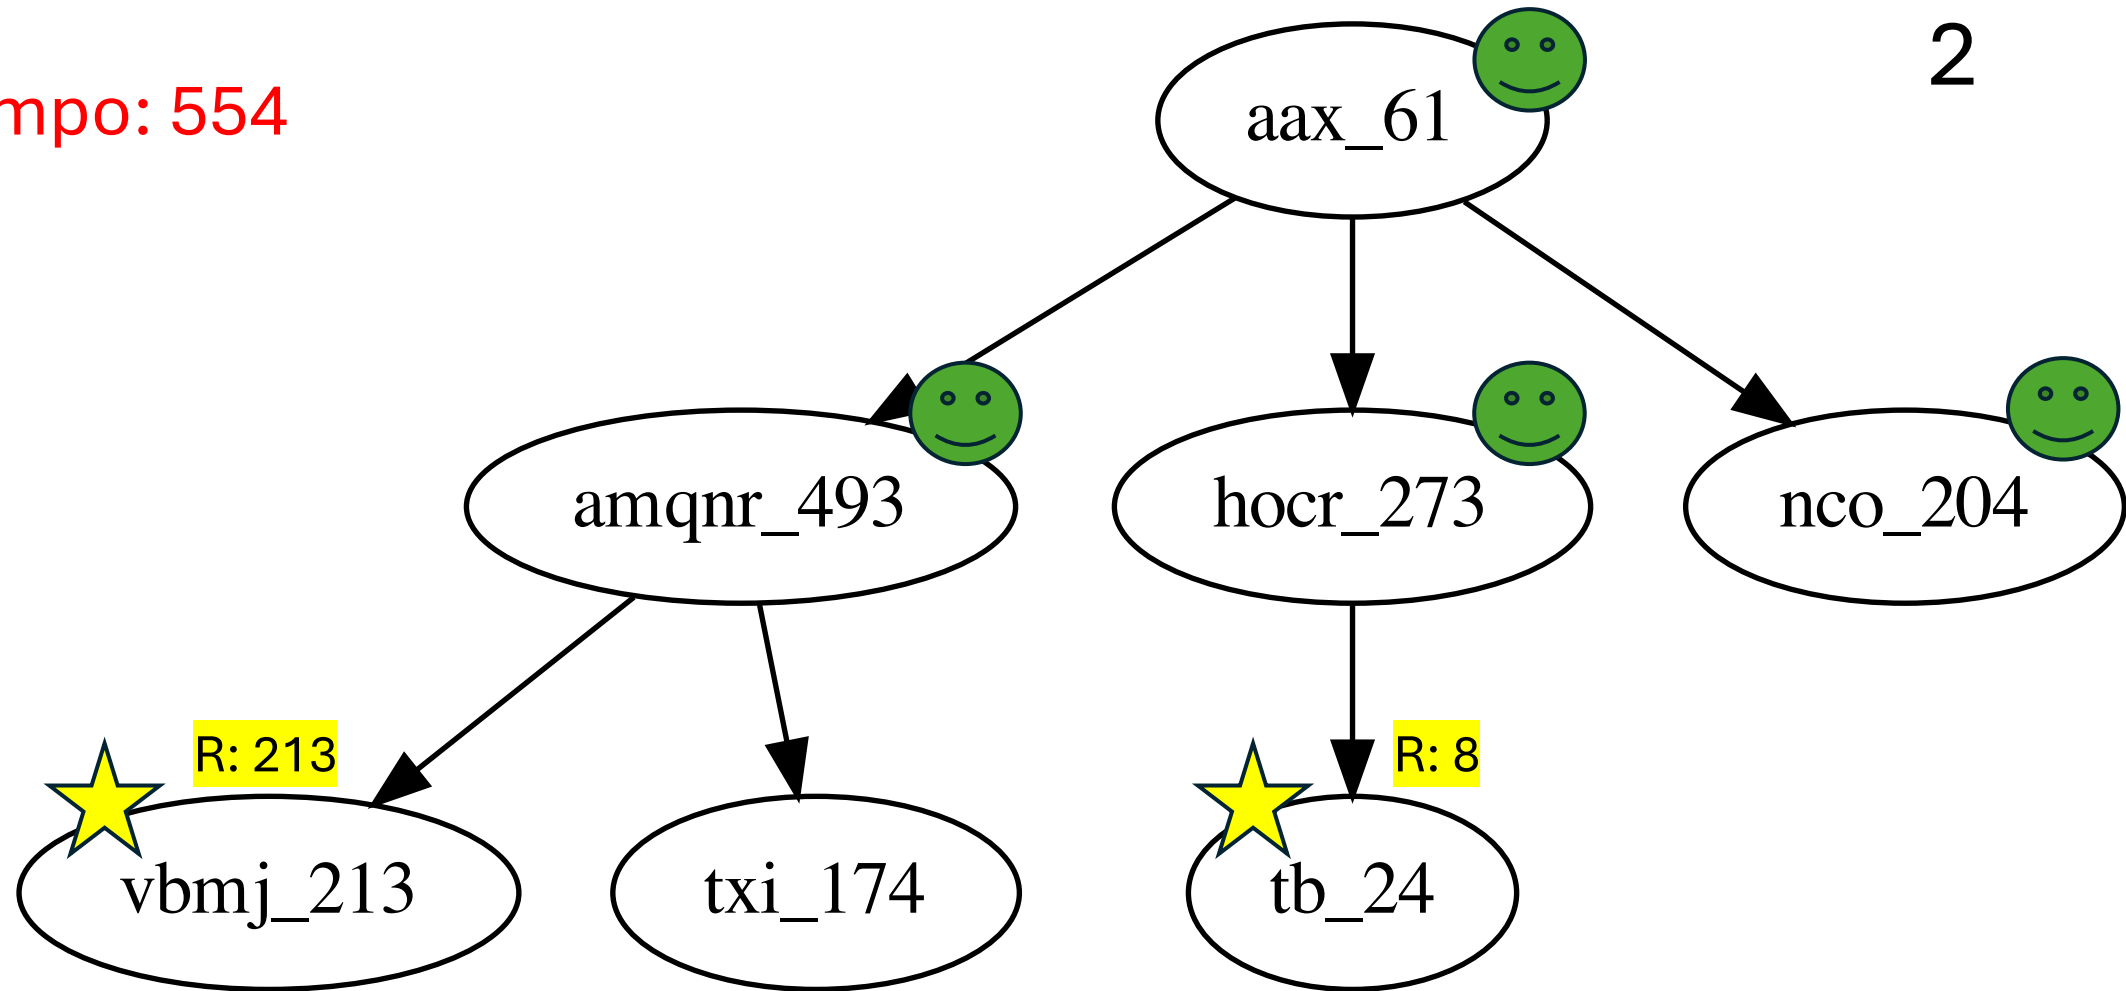 2
mpo: 554
aax_61
amqnr_493
hocr_273
nco_204
R: 213
R: 8
vbmj_213
txi_174
tb_24